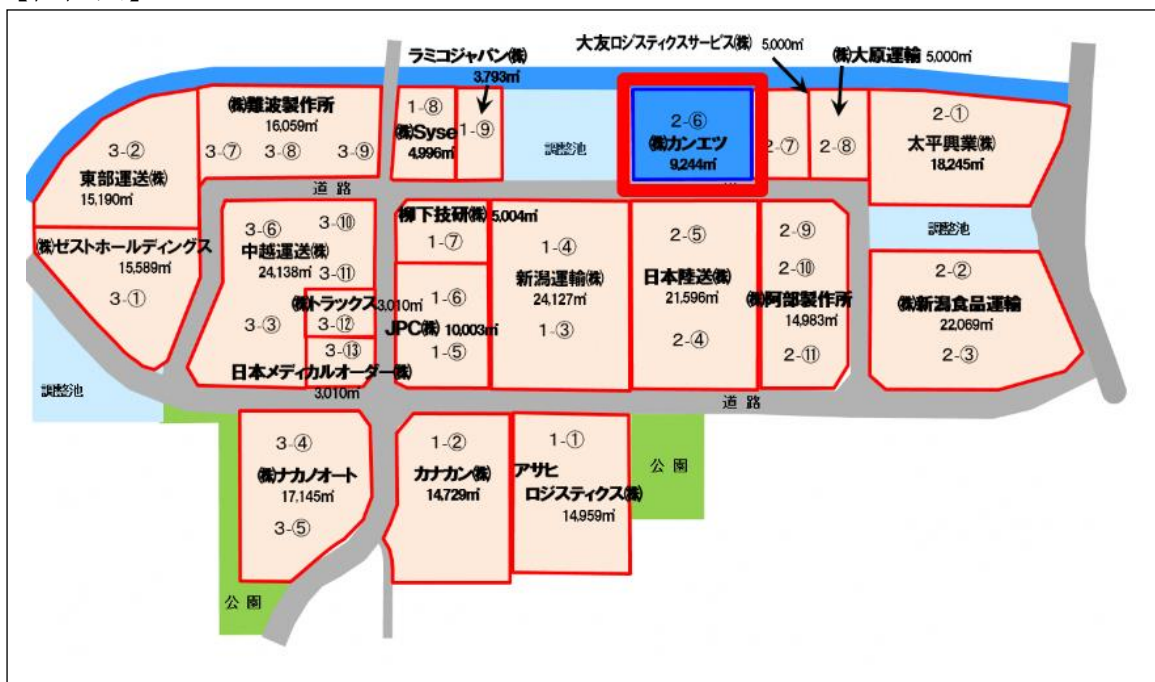 ラミコジャパン㈱
3,793㎡
大友ロジスティクスサービス㈱ 5,000㎡
㈱大原運輸 5,000㎡
3-②
東部運送㈱
15,190㎡
㈱難波製作所
16,059㎡
3-⑦ 3-⑧ 3-⑨
1-⑧
㈱Syse
4,996㎡
1-⑨
調整池
2-⑥
㈱カンエツ
9,244㎡
2-⑦
2-⑧
2-①
太平興業㈱
18,245㎡
道 路
㈱ゼストホールディングス
15,589㎡
3-①
3-⑥
3-⑩
中越運送㈱
24,138㎡
3-⑪
3-③
㈱トラックス3,010㎡
3-⑫
3-⑬
日本メディカルオーダー㈱
3,010㎡
柳下技研㈱5,004㎡
1-⑦
1-⑥
JPC㈱ 10,003㎡
1-⑤
1-④
新潟運輸㈱
24,127㎡
1-③
2-⑤
日本陸送㈱
21,596㎡
2-④
2-⑨
2-⑩
㈱阿部製作所
14,983㎡
2-⑪
調整池
2-②
㈱新潟食品運輸
22,069㎡
2-③
調整池
道 路
3-④
㈱ナカノオート
17,145㎡
3-⑤
1-②
カナカン㈱
14,729㎡
1-①
アサヒ
ロジスティクス㈱
14,959㎡
公 園
公 園